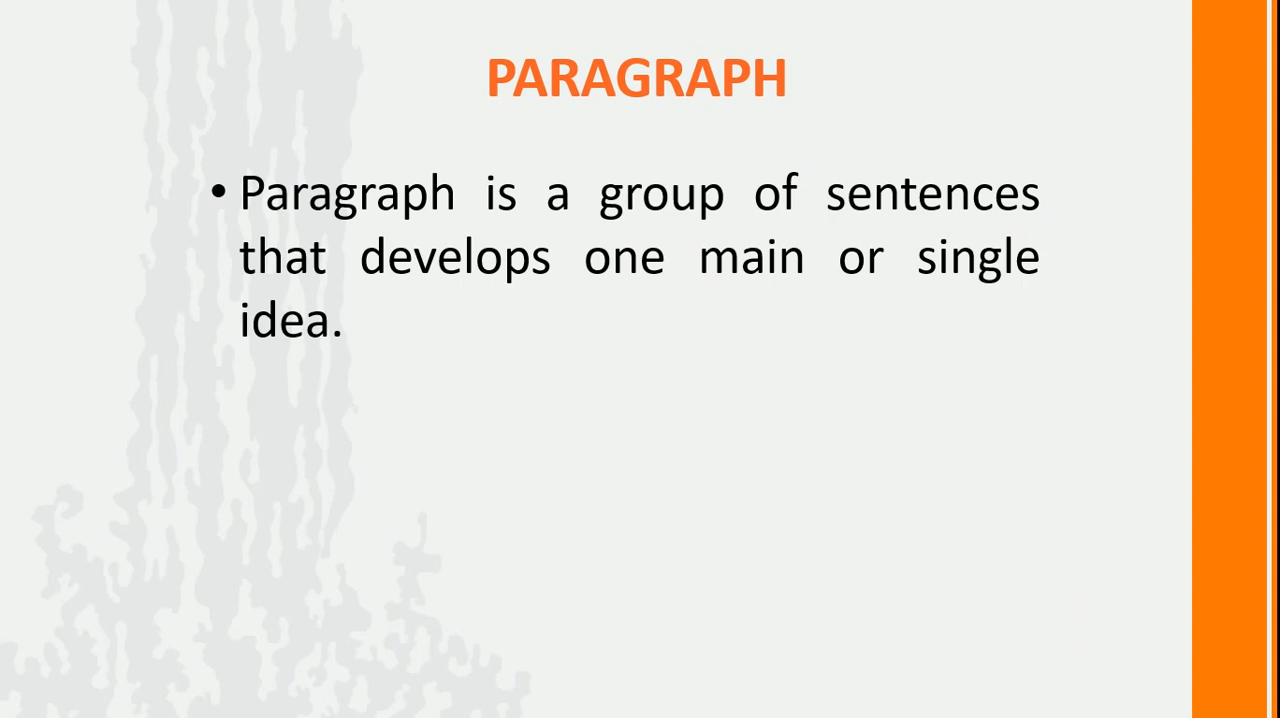 PARAGRAPH
• Paragraph is a group of sentences
that develops one main or single
idea.